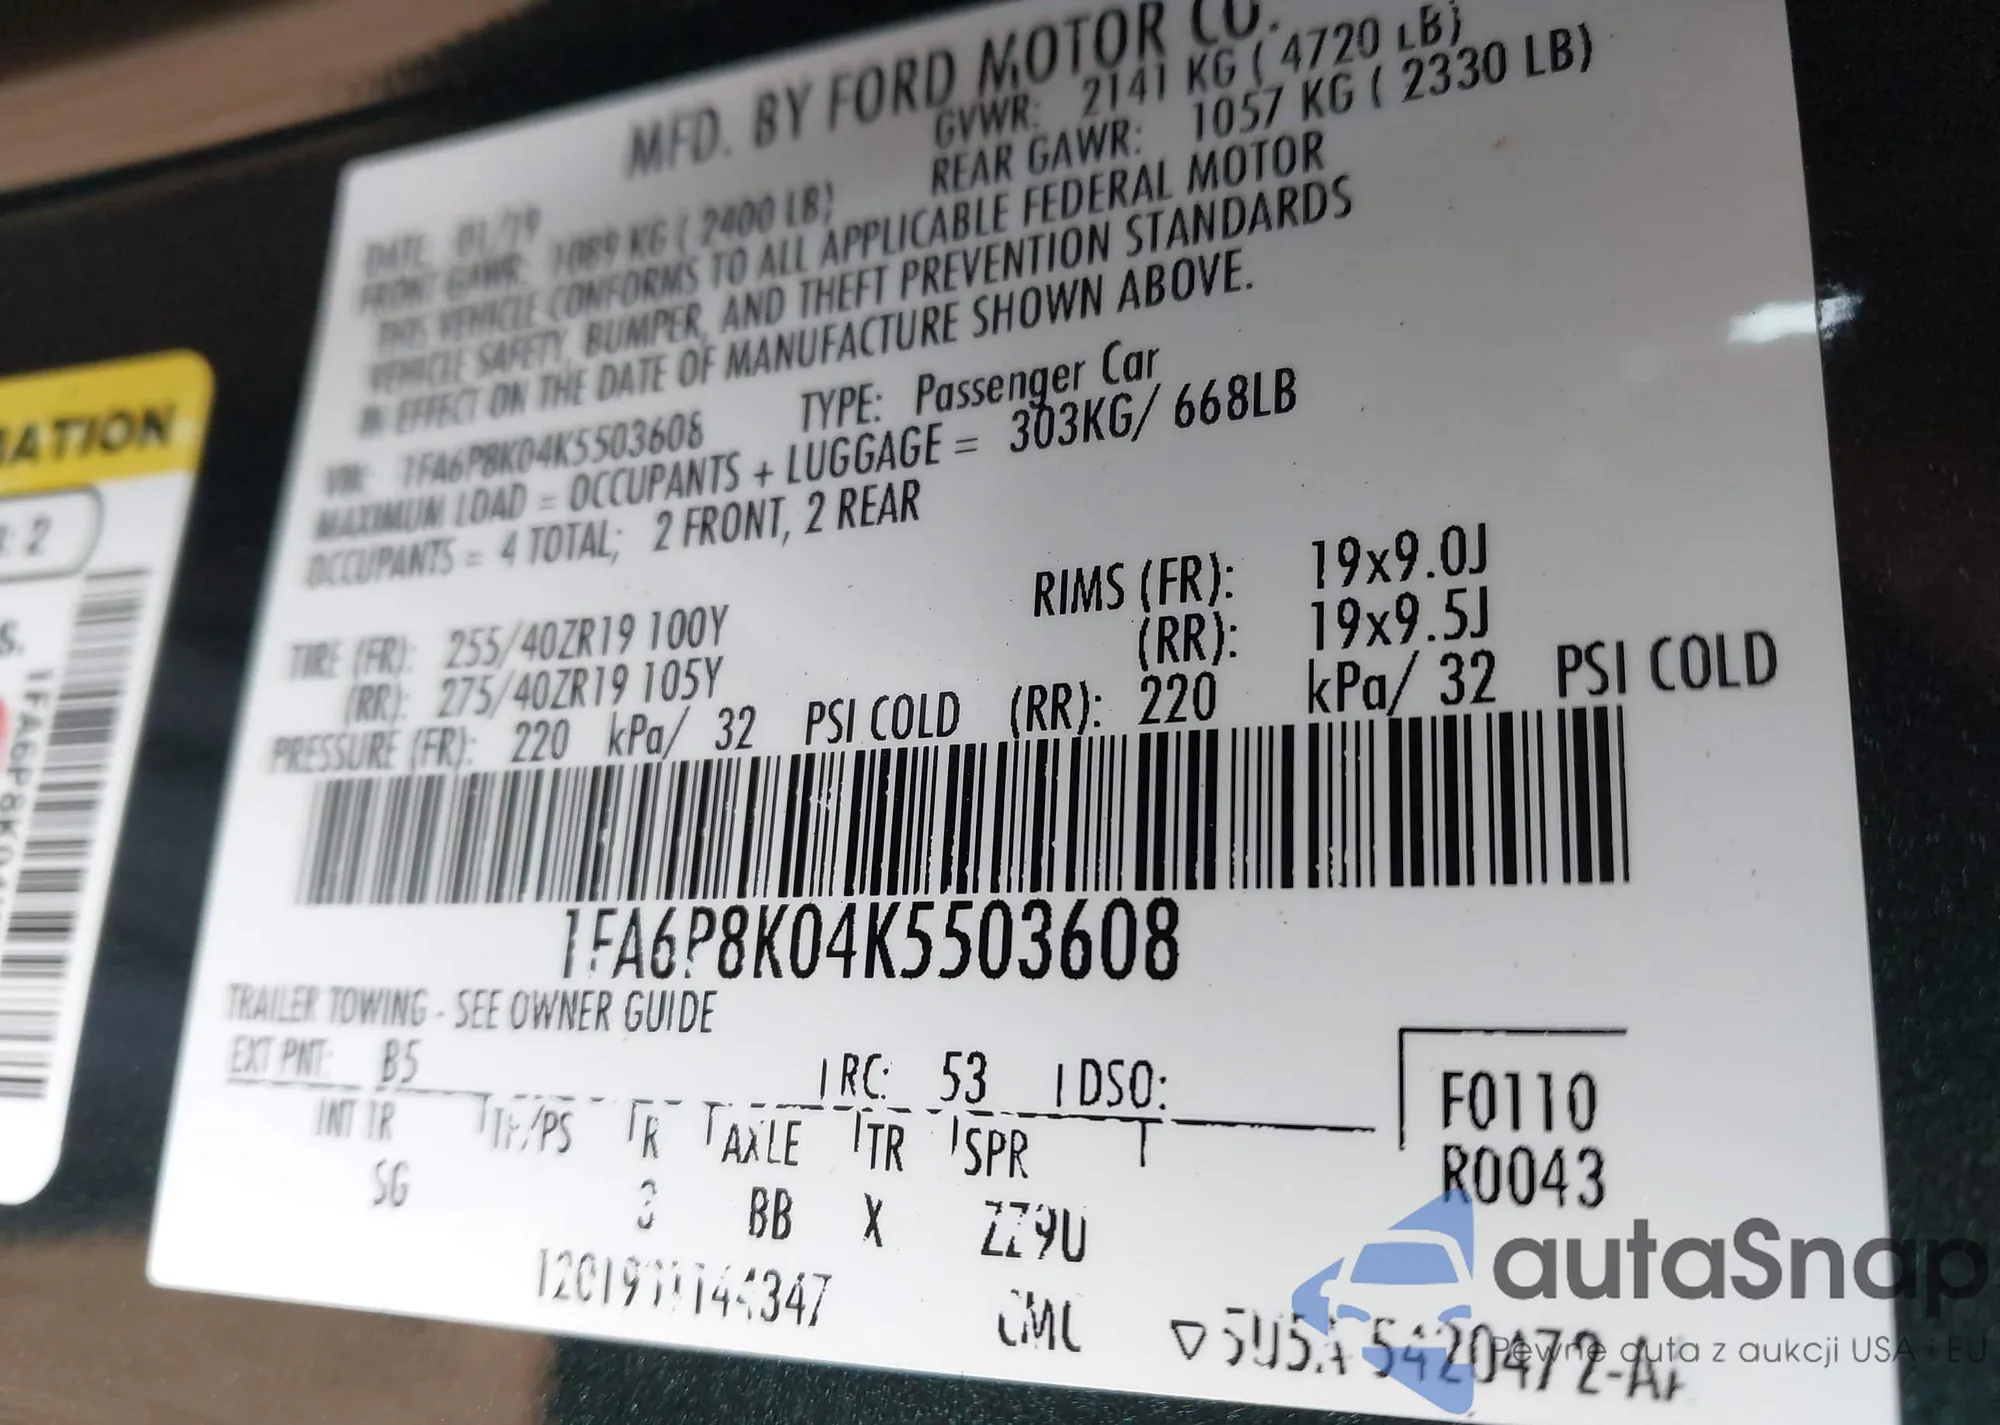 MFD. BY FORD MOTOR CO.
DATE: 01/19 GVWR: 2141 KG ( 4720 LB)
FRONT GAWR: 1089 KG ( 2400 LB) REAR GAWR: 1057 KG ( 2330 LB)
THIS VEHICLE CONFORMS TO ALL APPLICABLE FEDERAL MOTOR
VEHICLE SAFETY, BUMPER, AND THEFT PREVENTION STANDARDS
IN EFFECT ON THE DATE OF MANUFACTURE SHOWN ABOVE.
VIN: 1FA6P8K04K5503608 TYPE: Passenger Car
MAXIMUM LOAD = OCCUPANTS + LUGGAGE = 303KG/ 668LB
OCCUPANTS = 4 TOTAL; 2 FRONT, 2 REAR
TIRE (FR): 255/40ZR19 100Y RIMS (FR): 19x9.0J
(RR): 275/40ZR19 105Y (RR): 19x9.5J
PRESSURE (FR): 220 kPa/ 32 PSI COLD (RR): 220 kPa/ 32 PSI COLD
1FA6P8K04K5503608
TRAILER TOWING - SEE OWNER GUIDE
EXT PNT: B5 RC: 53 DSO:
INT TR TP/PS R AXLE TR SPR
SG 3 BB X ZZ9U
F0110
R0043
autaSnap
Pewne auta z aukcji USA i EU
ATION
: 2
S.